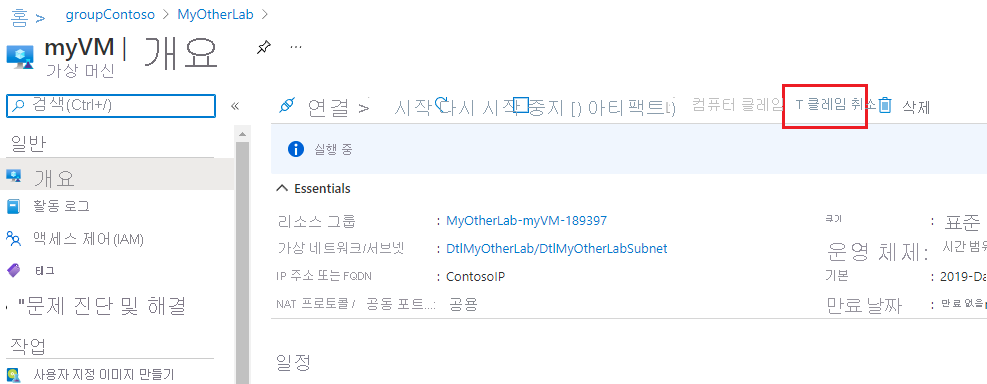 홈 > groupContoso > MyOtherLab >
myVM | 개요
가상 머신
검색(Ctrl+/)
«
연결 > 시작 다시 시작 중지 [) 아티팩트L) 컴퓨터 클레임 T 클레임 취소 삭제
일반
실행 중
개요
Essentials
활동 로그
리소스 그룹 : MyOtherLab-myVM-189397
크기 : 표준
액세스 제어(IAM)
가상 네트워크/서브넷 : DtlMyOtherLab/DtlMyOtherLabSubnet
운영 체제: 시간 범위
태그
IP 주소 또는 FQDN : ContosoIP
기본 : 2019-Da
"문제 진단 및 해결
NAT 프로토콜 / 공동 포트...: 공용
만료 날짜 : 만료 없음
작업
일정
사용자 지정 이미지 만들기